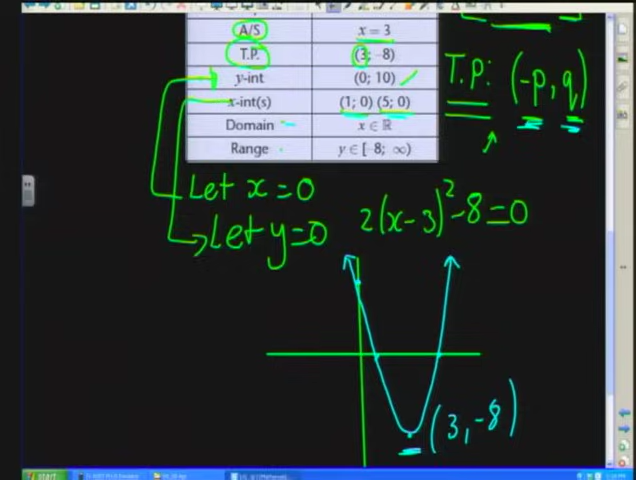 A/S x = 3
T.P. (3; -8)
y-int (0; 10)
x-int(s) (1; 0) (5; 0)
Domain x ∈ ℝ
Range y ∈ [-8; ∞)
T.P: (-p, q)
Let x = 0
Let y = 0 2(x-3)² -8 = 0
(3, -8)
start